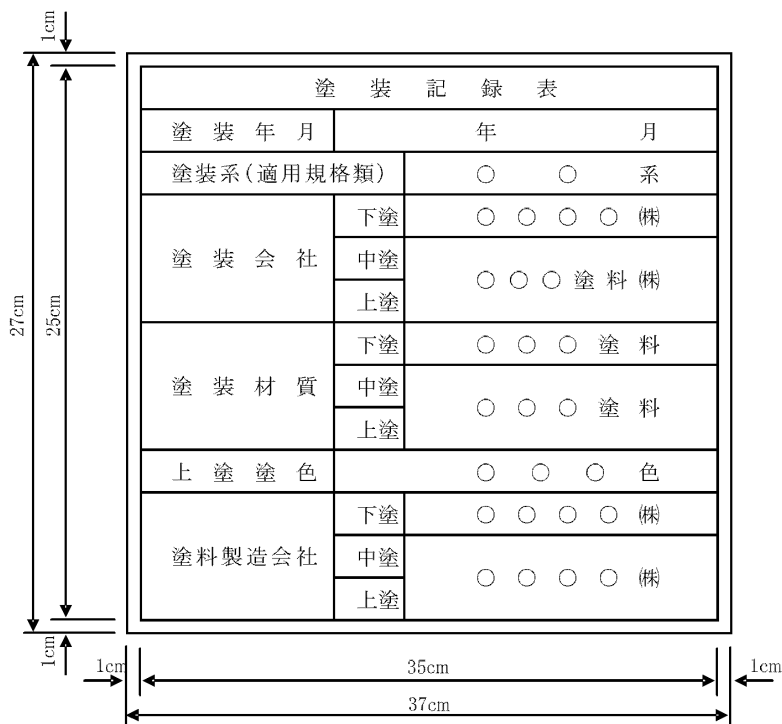 1cm
塗装記録表
塗装年月 年 月
塗装系(適用規格類) ○ ○ 系
塗装会社 下塗 ○○○○㈱
中塗 ○○○塗料㈱
上塗
塗装材質 下塗 ○○○塗料
中塗 ○○○塗料
上塗
上塗塗色 ○○○色
塗料製造会社 下塗 ○○○○㈱
中塗 ○○○○㈱
上塗
27cm
25cm
1cm
1cm 35cm 1cm
37cm